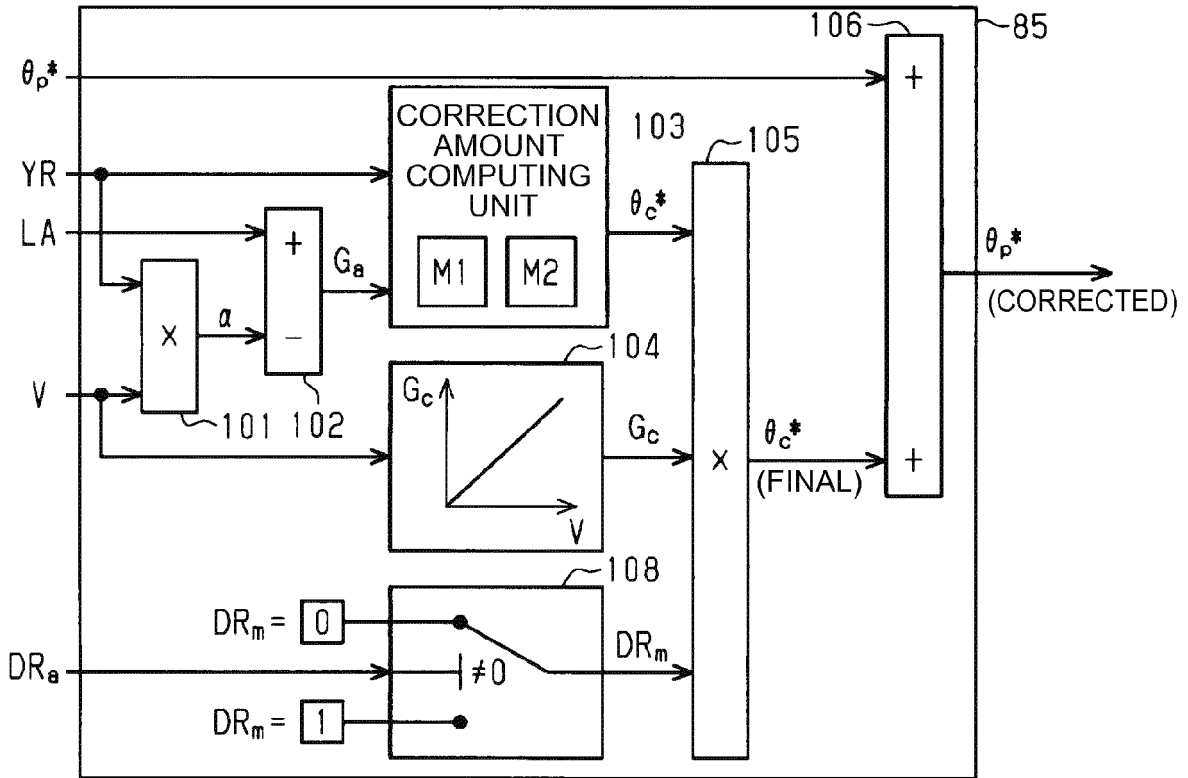 85
106
θp*
+
CORRECTION
AMOUNT
COMPUTING
UNIT
103
105
YR
θc*
LA
+
Ga
M1
M2
θp*
(CORRECTED)
×
α
−
104
V
Gc
101
102
Gc
×
θc*
(FINAL)
+
V
108
DRm =
0
DRm
DRa
≠0
DRm =
1